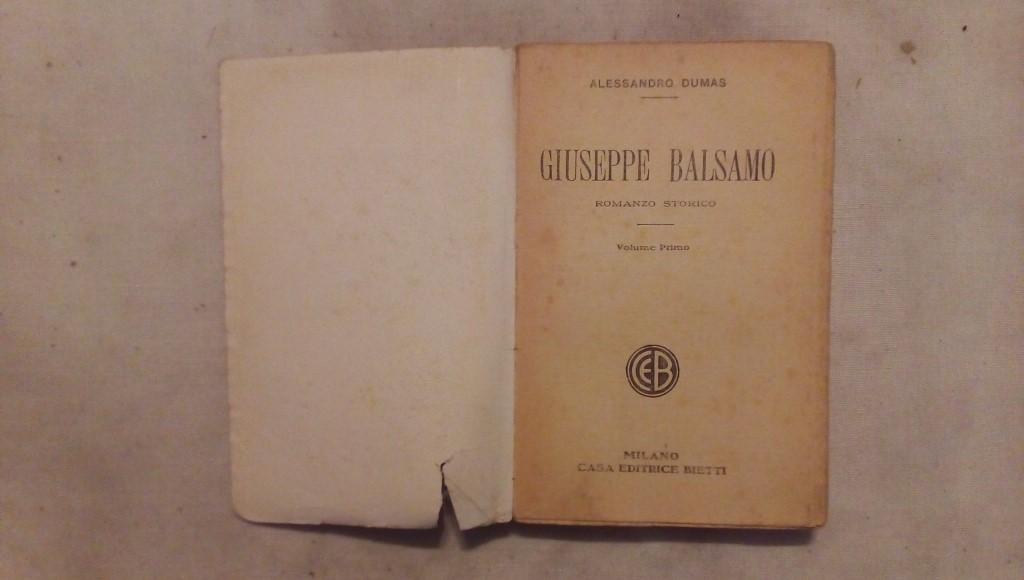 ALESSANDRO DUMAS
GIUSEPPE BALSAMO
ROMANZO STORICO
Volume Primo
CEB
MILANO
CASA EDITRICE BIETTI